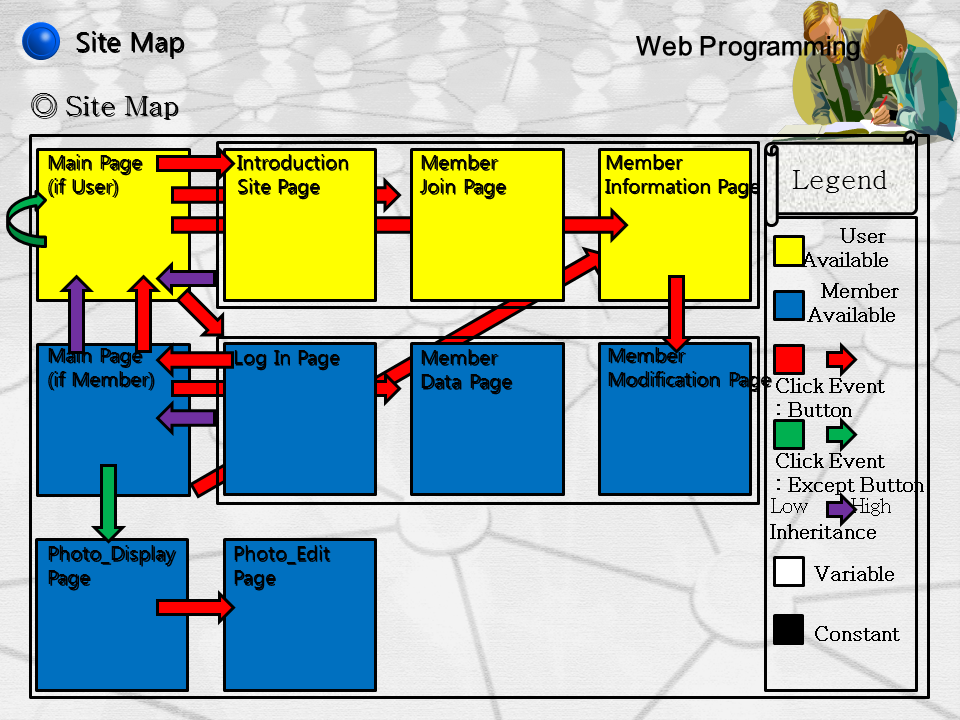 Site Map
Web Programming
◎ Site Map
Main Page
(if User)
Introduction
Site Page
Member
Join Page
Member
Information Page
Legend
User
Available
Member
Available
Main Page
(if Member)
Log In Page
Member
Data Page
Member
Modification Page
Click Event
: Button
Click Event
: Except Button
Low High
Inheritance
Photo_Display
Page
Photo_Edit
Page
Variable
Constant